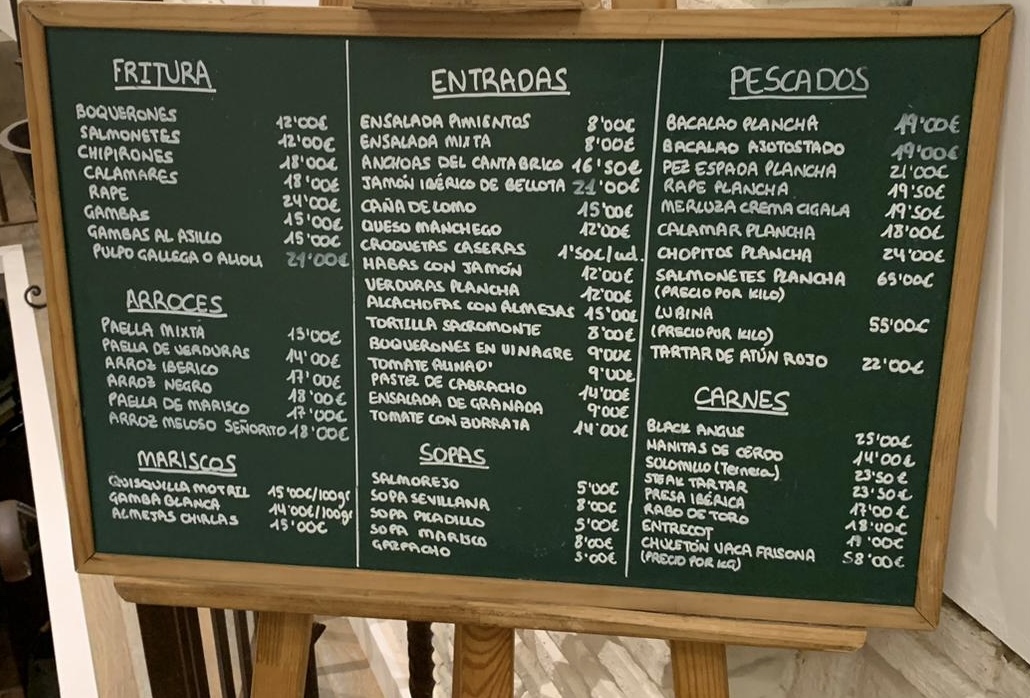 FRITURA
BOQUERONES 12'00€
SALMONETES 12'00€
CHIPIRONES 18'00€
CALAMARES 18'00€
RAPE 24'00€
GAMBAS 15'00€
GAMBAS AL AJILLO 15'00€
PULPO GALLEGA O ALIOLI 21'00€
ARROCES
PAELLA MIXTA 13'00€
PAELLA DE VERDURAS 14'00€
ARROZ IBERICO 17'00€
ARROZ NEGRO 18'00€
PAELLA DE MARISCO 17'00€
ARROZ MELOSO SEÑORITO 18'00€
MARISCOS
QUISQUILLA MOTRIL 15'00€/100gr
GAMBA BLANCA 14'00€/100gr
ALMEJAS CHIRLAS 15'00€
ENTRADAS
ENSALADA PIMIENTOS 8'00€
ENSALADA MIXTA 8'00€
ANCHOAS DEL CANTABRICO 16'50€
JAMÓN IBÉRICO DE BELLOTA 21'00€
CAÑA DE LOMO 15'00€
QUESO MANCHEGO 12'00€
CROQUETAS CASERAS 1'50€/ud.
HABAS CON JAMÓN 12'00€
VERDURAS PLANCHA 12'00€
ALCACHOFAS CON ALMEJAS 15'00€
TORTILLA SACROMONTE 8'00€
BOQUERONES EN VINAGRE 9'00€
TOMATE ALIÑAO' 9'00€
PASTEL DE CABRACHO 14'00€
ENSALADA DE GRANADA 9'00€
TOMATE CON BURRATA 14'00€
SOPAS
SALMOREJO 5'00€
SOPA SEVILLANA 8'00€
SOPA PICADILLO 5'00€
SOPA MARISCO 8'00€
GAZPACHO 5'00€
PESCADOS
BACALAO PLANCHA 19'00€
BACALAO AJOTOSTADO 19'00€
PEZ ESPADA PLANCHA 21'00€
RAPE PLANCHA 19'50€
MERLUZA CREMA CIGALA 19'50€
CALAMAR PLANCHA 18'00€
CHOPITOS PLANCHA 24'00€
SALMONETES PLANCHA 65'00€
(PRECIO POR KILO)
LUBINA 55'00€
(PRECIO POR KILO)
TARTAR DE ATÚN ROJO 22'00€
CARNES
BLACK ANGUS 25'00€
MANITAS DE CERDO 14'00€
SOLOMILLO (Ternera) 23'50€
STEAK TARTAR 23'50€
PRESA IBÉRICA 17'00€
RABO DE TORO 18'00€
ENTRECOT 19'00€
CHULETÓN VACA FRISONA 58'00€
(PRECIO POR KG)